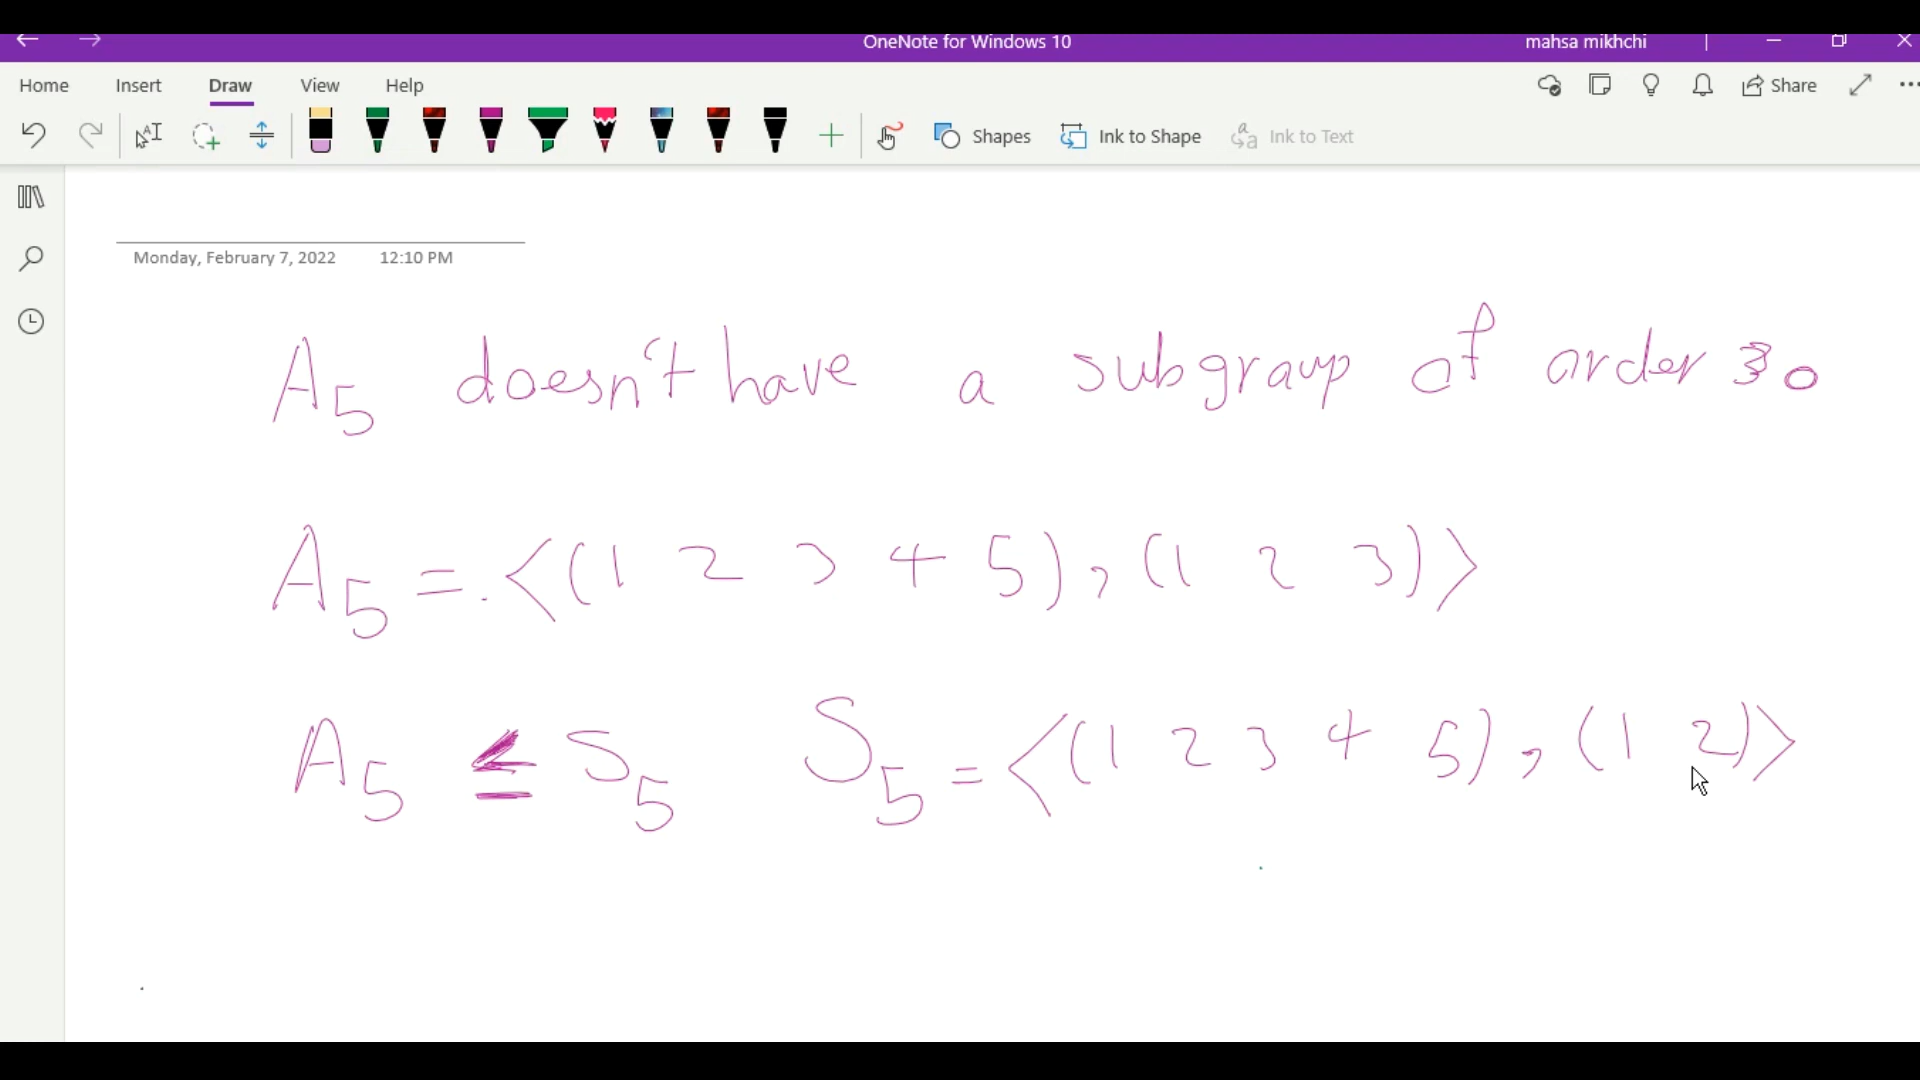 OneNote for Windows 10
mahsa mikhchi
Home Insert Draw View Help
Share
Shapes Ink to Shape Ink to Text
Monday, February 7, 2022 12:10 PM
A5 doesn't have a subgroup of order 30
A5 = . <(1 2 3 4 5), (1 2 3)>
A5 ≤ S5 S5 = <(1 2 3 4 5), (1 2)>